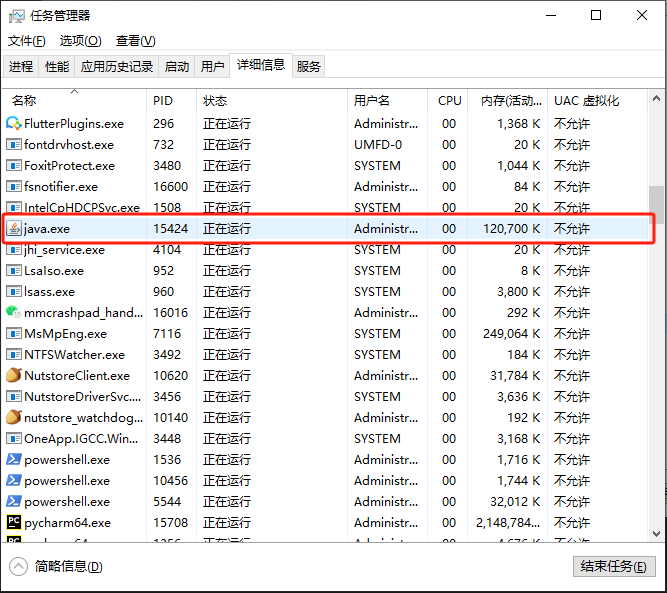 任务管理器
文件(F) 选项(O) 查看(V)
进程 性能 应用历史记录 启动 用户 详细信息 服务
名称 PID 状态 用户名 CPU 内存(活动... UAC 虚拟化
FlutterPlugins.exe 296 正在运行 Administr... 00 1,368 K 不允许
fontdrvhost.exe 732 正在运行 UMFD-0 00 20 K 不允许
FoxitProtect.exe 3480 正在运行 SYSTEM 00 1,044 K 不允许
fsnotifier.exe 16600 正在运行 Administr... 00 84 K 不允许
IntelCpHDCPSvc.exe 1508 正在运行 SYSTEM 00 20 K 不允许
java.exe 15424 正在运行 Administr... 00 120,700 K 不允许
jhi_service.exe 4104 正在运行 SYSTEM 00 20 K 不允许
LsaIso.exe 952 正在运行 SYSTEM 00 8 K 不允许
lsass.exe 960 正在运行 SYSTEM 00 3,800 K 不允许
mmcrashpad_hand... 16016 正在运行 Administr... 00 292 K 不允许
MsMpEng.exe 7116 正在运行 SYSTEM 00 249,064 K 不允许
NTFSWatcher.exe 3492 正在运行 SYSTEM 00 184 K 不允许
NutstoreClient.exe 10620 正在运行 Administr... 00 31,784 K 不允许
NutstoreDriverSvc.... 3456 正在运行 SYSTEM 00 3,636 K 不允许
nutstore_watchdog... 10140 正在运行 Administr... 00 192 K 不允许
OneApp.IGCC.Win... 3448 正在运行 SYSTEM 00 3,168 K 不允许
powershell.exe 1536 正在运行 Administr... 00 1,716 K 不允许
powershell.exe 10456 正在运行 Administr... 00 1,744 K 不允许
powershell.exe 5544 正在运行 Administr... 00 32,012 K 不允许
pycharm64.exe 15708 正在运行 Administr... 00 2,148,784... 不允许
简略信息(D) 结束任务(E)